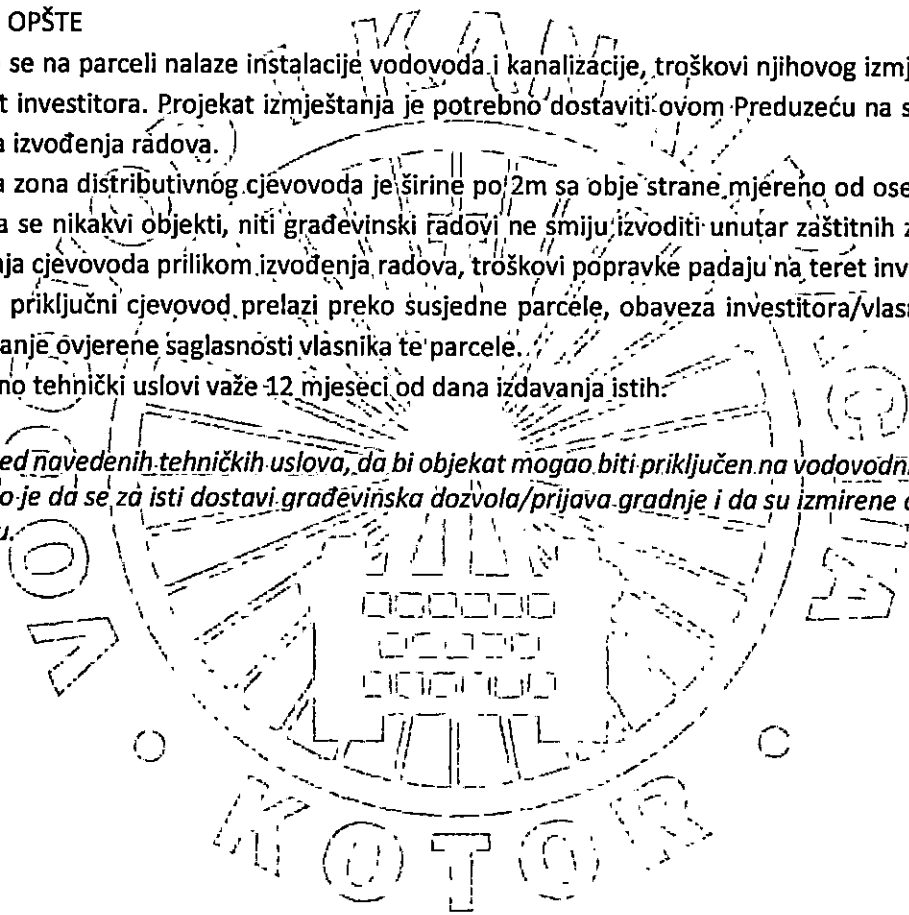 OPŠTE
se na parceli nalaze instalacije vodovoda i kanalizacije, troškovi njihovog izmj
t investitora. Projekat izmještanja je potrebno dostaviti ovom Preduzeću na s
a izvođenja radova.
a zona distributivnog cjevovoda je širine po 2m sa obje strane mjereno od ose
a se nikakvi objekti, niti građevinski radovi ne smiju izvoditi unutar zaštitnih z
nja cjevovoda prilikom izvođenja radova, troškovi popravke padaju na teret inv
priključni cjevovod prelazi preko susjedne parcele, obaveza investitora/vlas
anje ovjerene saglasnosti vlasnika te parcele.
no tehnički uslovi važe 12 mjeseci od dana izdavanja istih.
ed navedenih tehničkih uslova, da bi objekat mogao biti priključen na vodovodn
o je da se za isti dostavi građevinska dozvola/prijava gradnje i da su izmirene
u.
KOTOR